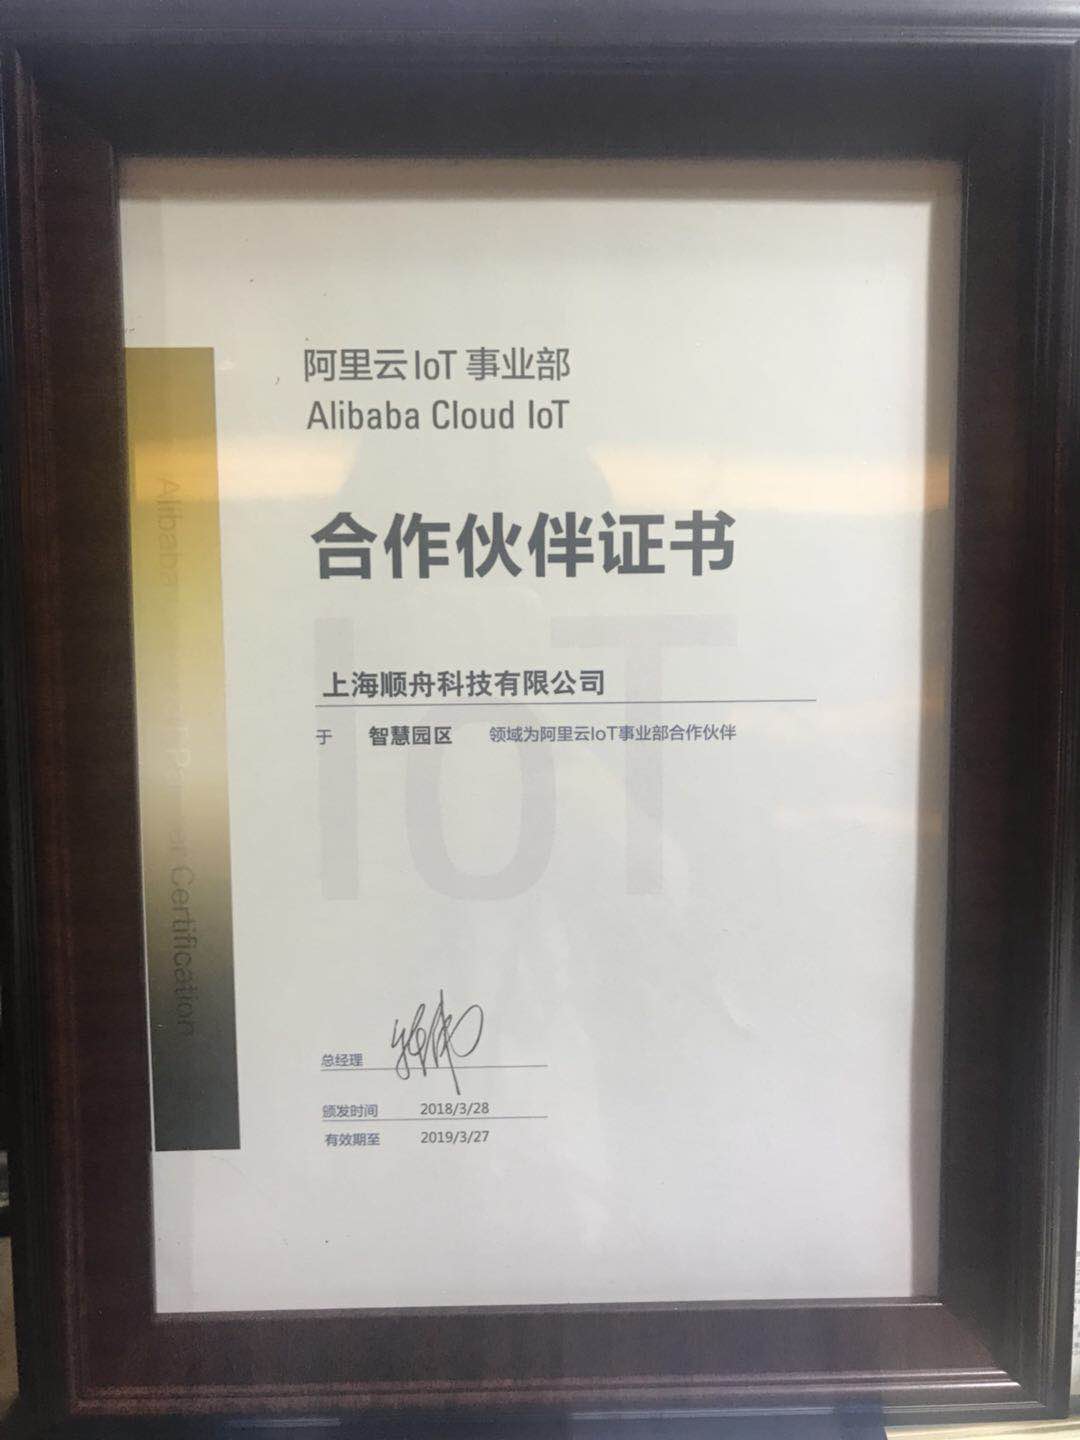 阿里云IoT事业部
Alibaba Cloud IoT
合作伙伴证书
IoT
上海顺舟科技有限公司
于 智慧园区 领域为阿里云IoT事业部合作伙伴
总经理
颁发时间 2018/3/28
有效期至 2019/3/27
Alibaba
Certification